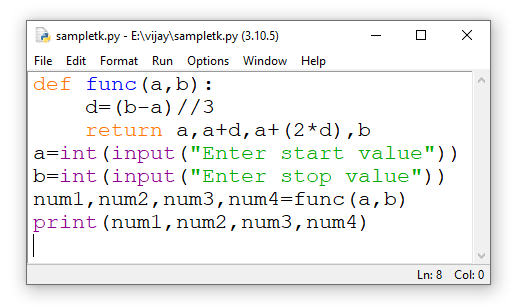 sampletk.py - E:\vijay\sampletk.py (3.10.5)
File Edit Format Run Options Window Help
def func(a,b):
    d=(b-a)//3
    return a,a+d,a+(2*d),b
a=int(input("Enter start value"))
b=int(input("Enter stop value"))
num1,num2,num3,num4=func(a,b)
print(num1,num2,num3,num4)
Ln: 8 Col: 0